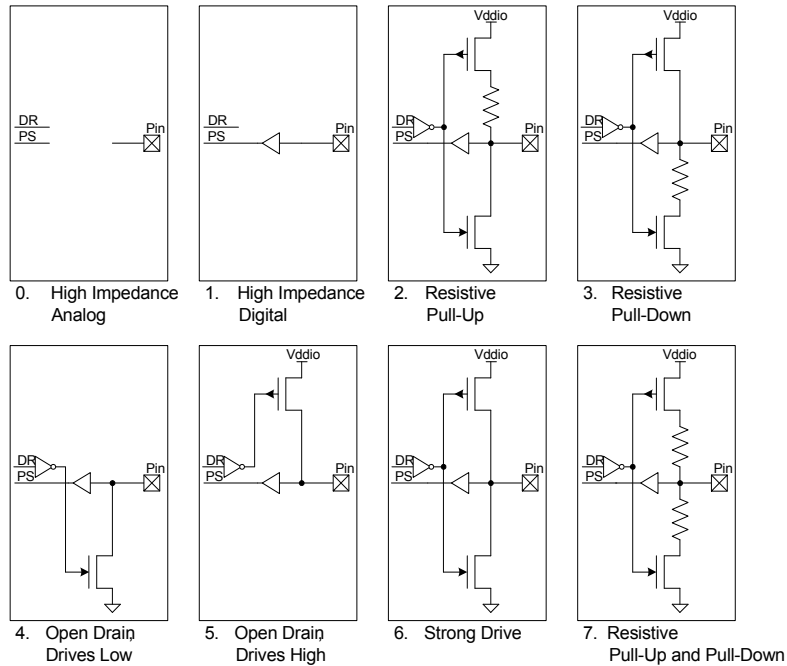 Vddio
Vddio
DR
PS
Pin
DR
PS
Pin
DR
PS
Pin
DR
PS
Pin
0. High Impedance
Analog
1. High Impedance
Digital
2. Resistive
Pull-Up
3. Resistive
Pull-Down
Vddio
Vddio
Vddio
DR
PS
Pin
DR
PS
Pin
DR
PS
Pin
DR
PS
Pin
4. Open Drain,
Drives Low
5. Open Drain,
Drives High
6. Strong Drive
7. Resistive
Pull-Up and Pull-Down